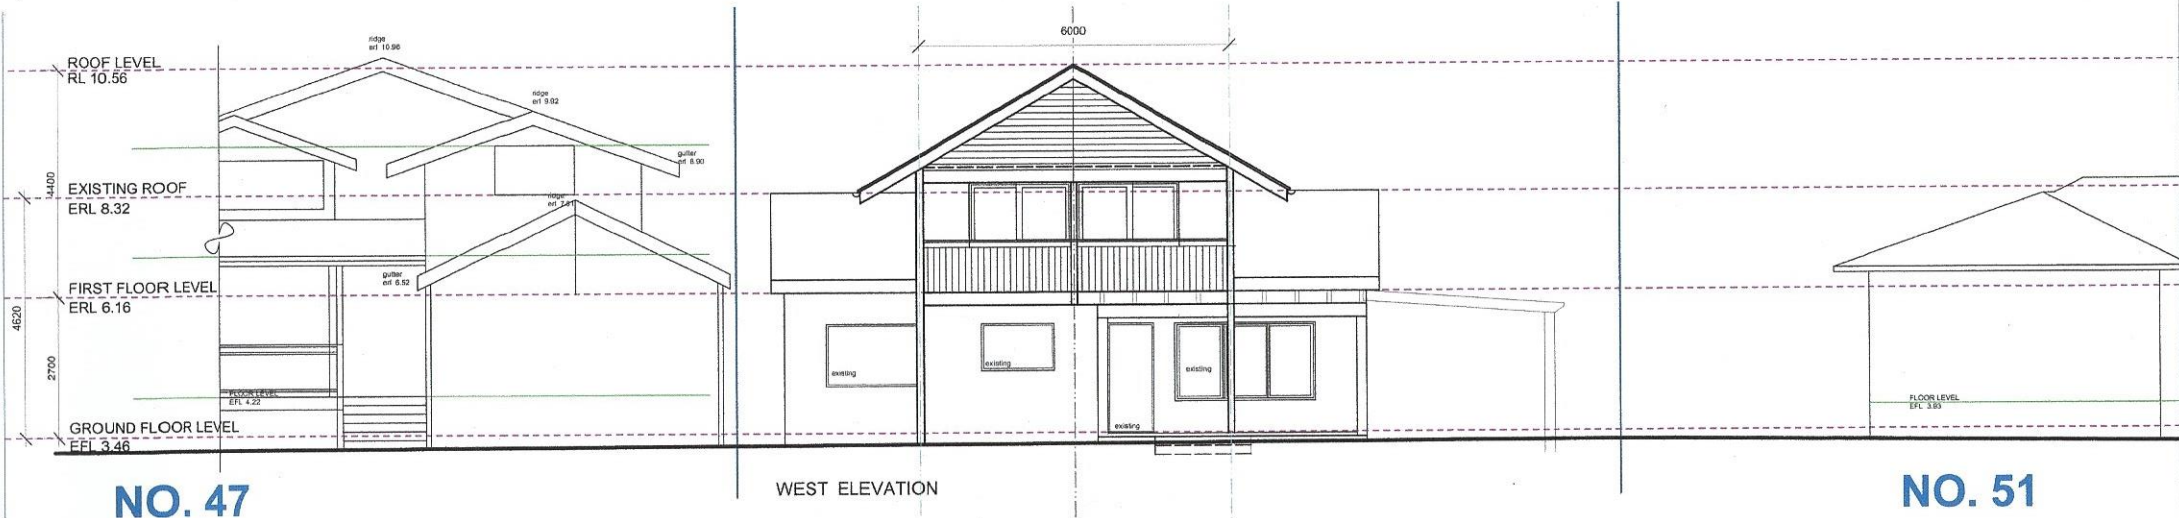 6000
ridge
erl 10.96
ROOF LEVEL
RL 10.56
ridge
erl 9.02
gutter
erl 8.90
4400
EXISTING ROOF
ERL 8.32
ridge
erl 7.81
gutter
erl 6.52
FIRST FLOOR LEVEL
ERL 6.16
4620
2700
existing
existing
existing
existing
FLOOR LEVEL
EFL 4.22
FLOOR LEVEL
EFL 3.93
GROUND FLOOR LEVEL
EFL 3.46
NO. 47
WEST ELEVATION
NO. 51